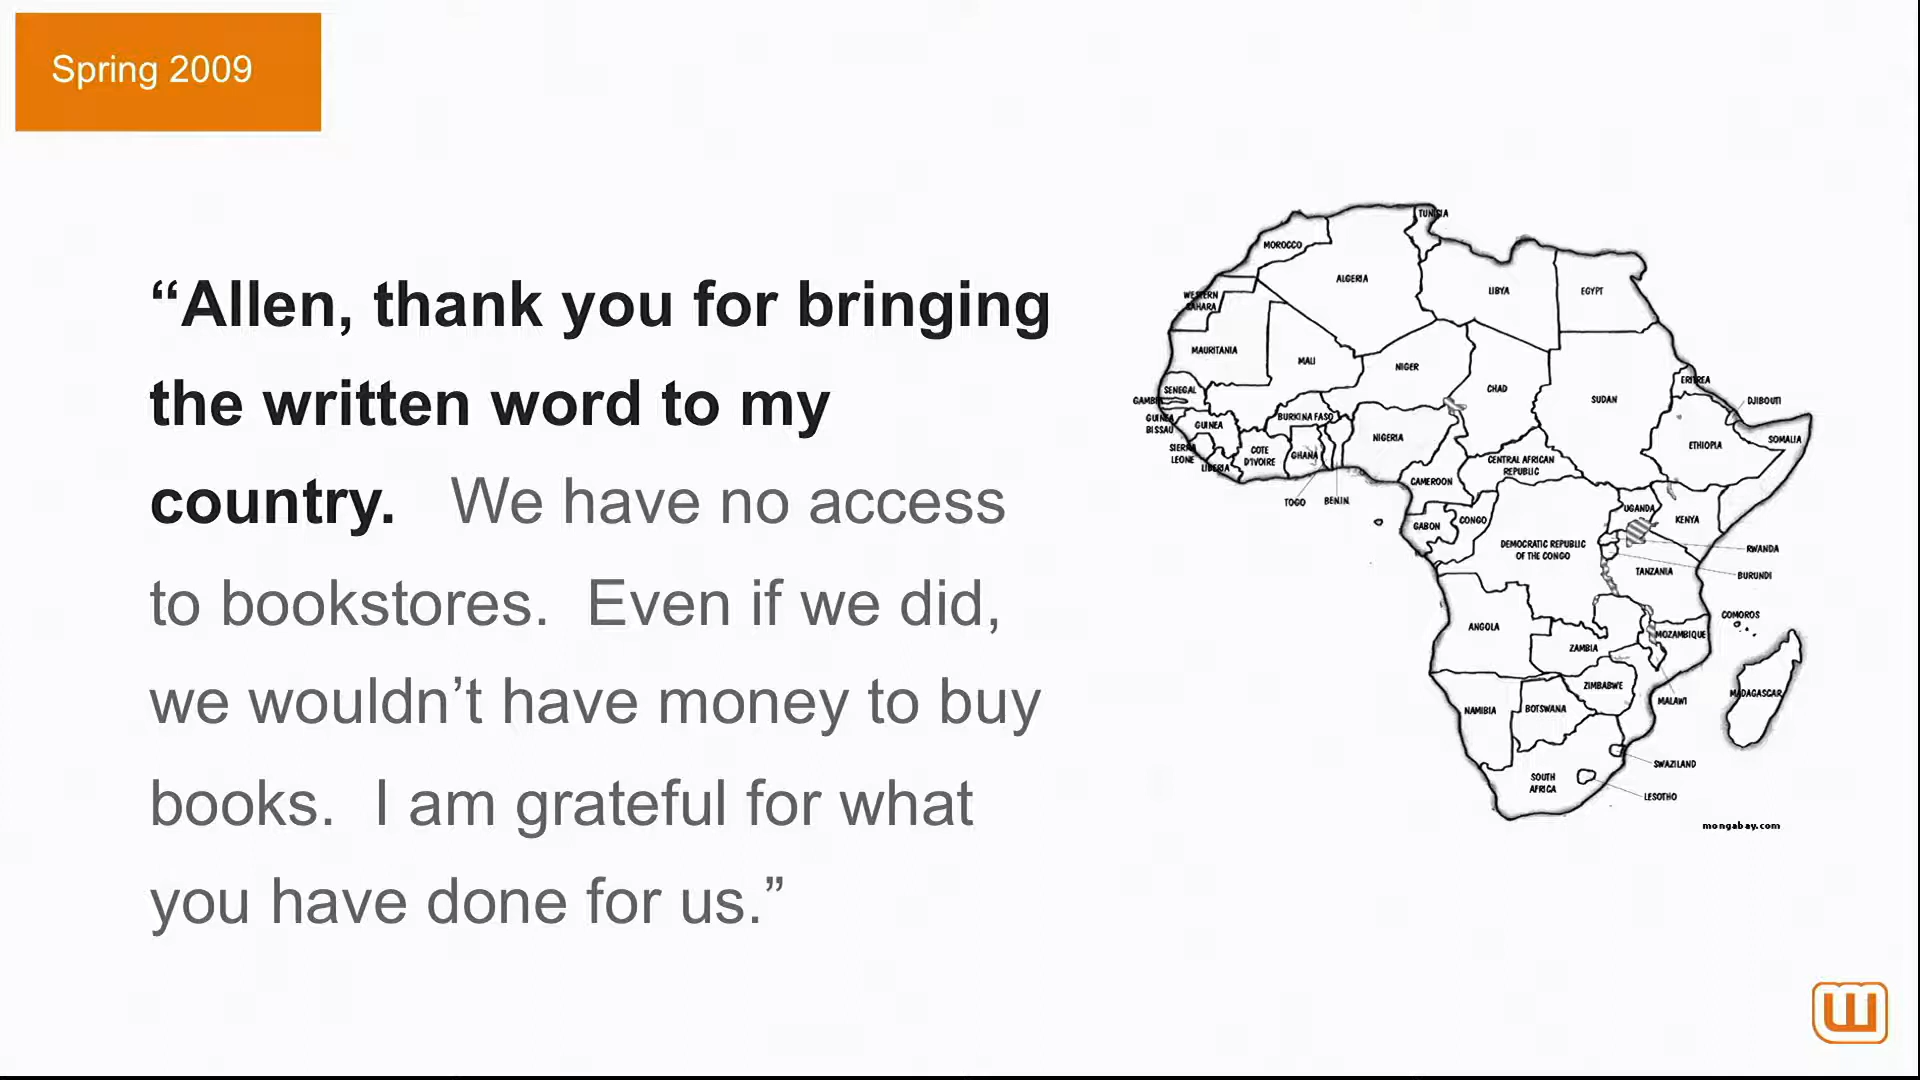 Spring 2009
“Allen, thank you for bringing
the written word to my
country. We have no access
to bookstores. Even if we did,
we wouldn’t have money to buy
books. I am grateful for what
you have done for us.”
TUNISIA
MOROCCO
ALGERIA
LIBYA
EGYPT
WESTERN
SAHARA
MAURITANIA
MALI
NIGER
CHAD
SUDAN
ERITREA
DJIBOUTI
SENEGAL
GAMBIA
GUINEA
BISSAU
GUINEA
BURKINA FASO
NIGERIA
ETHIOPIA
SOMALIA
SIERRA
LEONE
LIBERIA
COTE
D'IVOIRE
GHANA
CENTRAL AFRICAN
REPUBLIC
CAMEROON
TOGO
BENIN
UGANDA
KENYA
GABON
CONGO
DEMOCRATIC REPUBLIC
OF THE CONGO
RWANDA
TANZANIA
BURUNDI
COMOROS
ANGOLA
MOZAMBIQUE
ZAMBIA
ZIMBABWE
MADAGASCAR
MALAWI
NAMIBIA
BOTSWANA
SWAZILAND
SOUTH
AFRICA
LESOTHO
mongabay.com